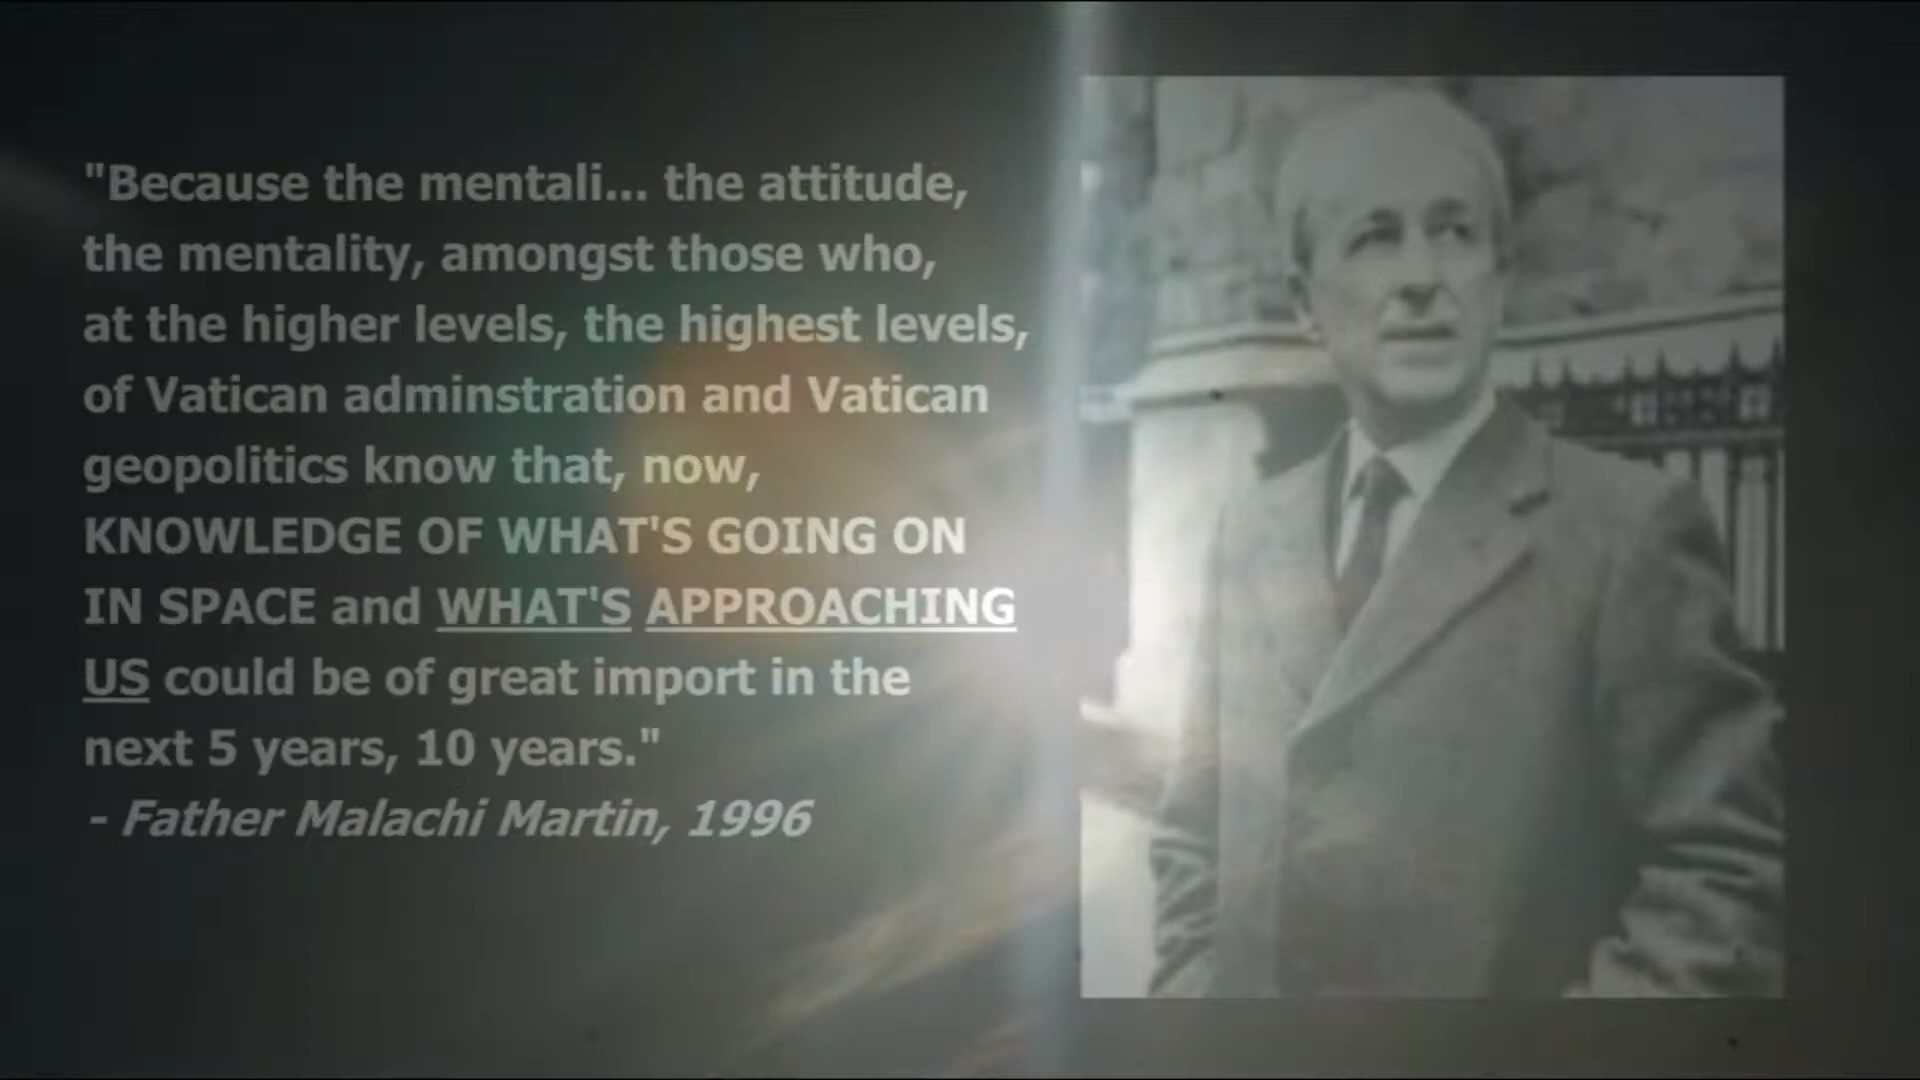 "Because the mentali... the attitude,
the mentality, amongst those who,
at the higher levels, the highest levels,
of Vatican adminstration and Vatican
geopolitics know that, now,
KNOWLEDGE OF WHAT'S GOING ON
IN SPACE and WHAT'S APPROACHING
US could be of great import in the
next 5 years, 10 years."
- Father Malachi Martin, 1996